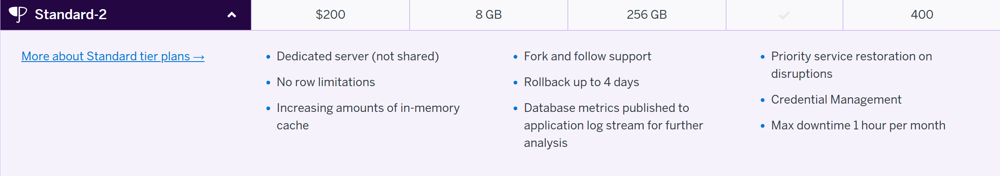 Standard-2
$200
8 GB
256 GB
400
More about Standard tier plans →
Dedicated server (not shared)
No row limitations
Increasing amounts of in-memory
cache
Fork and follow support
Rollback up to 4 days
Database metrics published to
application log stream for further
analysis
Priority service restoration on
disruptions
Credential Management
Max downtime 1 hour per month